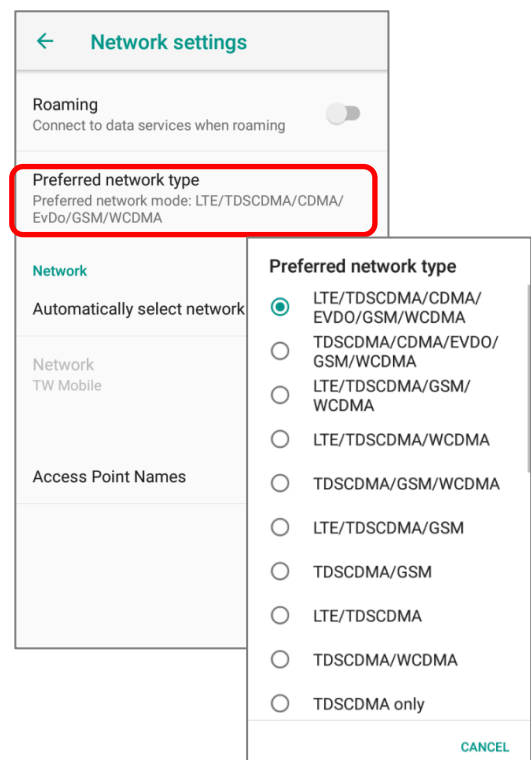 Network settings
Roaming
Connect to data services when roaming
Preferred network type
Preferred network mode: LTE/TDSCDMA/CDMA/
EvDo/GSM/WCDMA
Network
Automatically select network
Network
TW Mobile
Access Point Names
Preferred network type
LTE/TDSCDMA/CDMA/
EVDO/GSM/WCDMA
TDSCDMA/CDMA/EVDO/
GSM/WCDMA
LTE/TDSCDMA/GSM/
WCDMA
LTE/TDSCDMA/WCDMA
TDSCDMA/GSM/WCDMA
LTE/TDSCDMA/GSM
TDSCDMA/GSM
LTE/TDSCDMA
TDSCDMA/WCDMA
TDSCDMA only
CANCEL